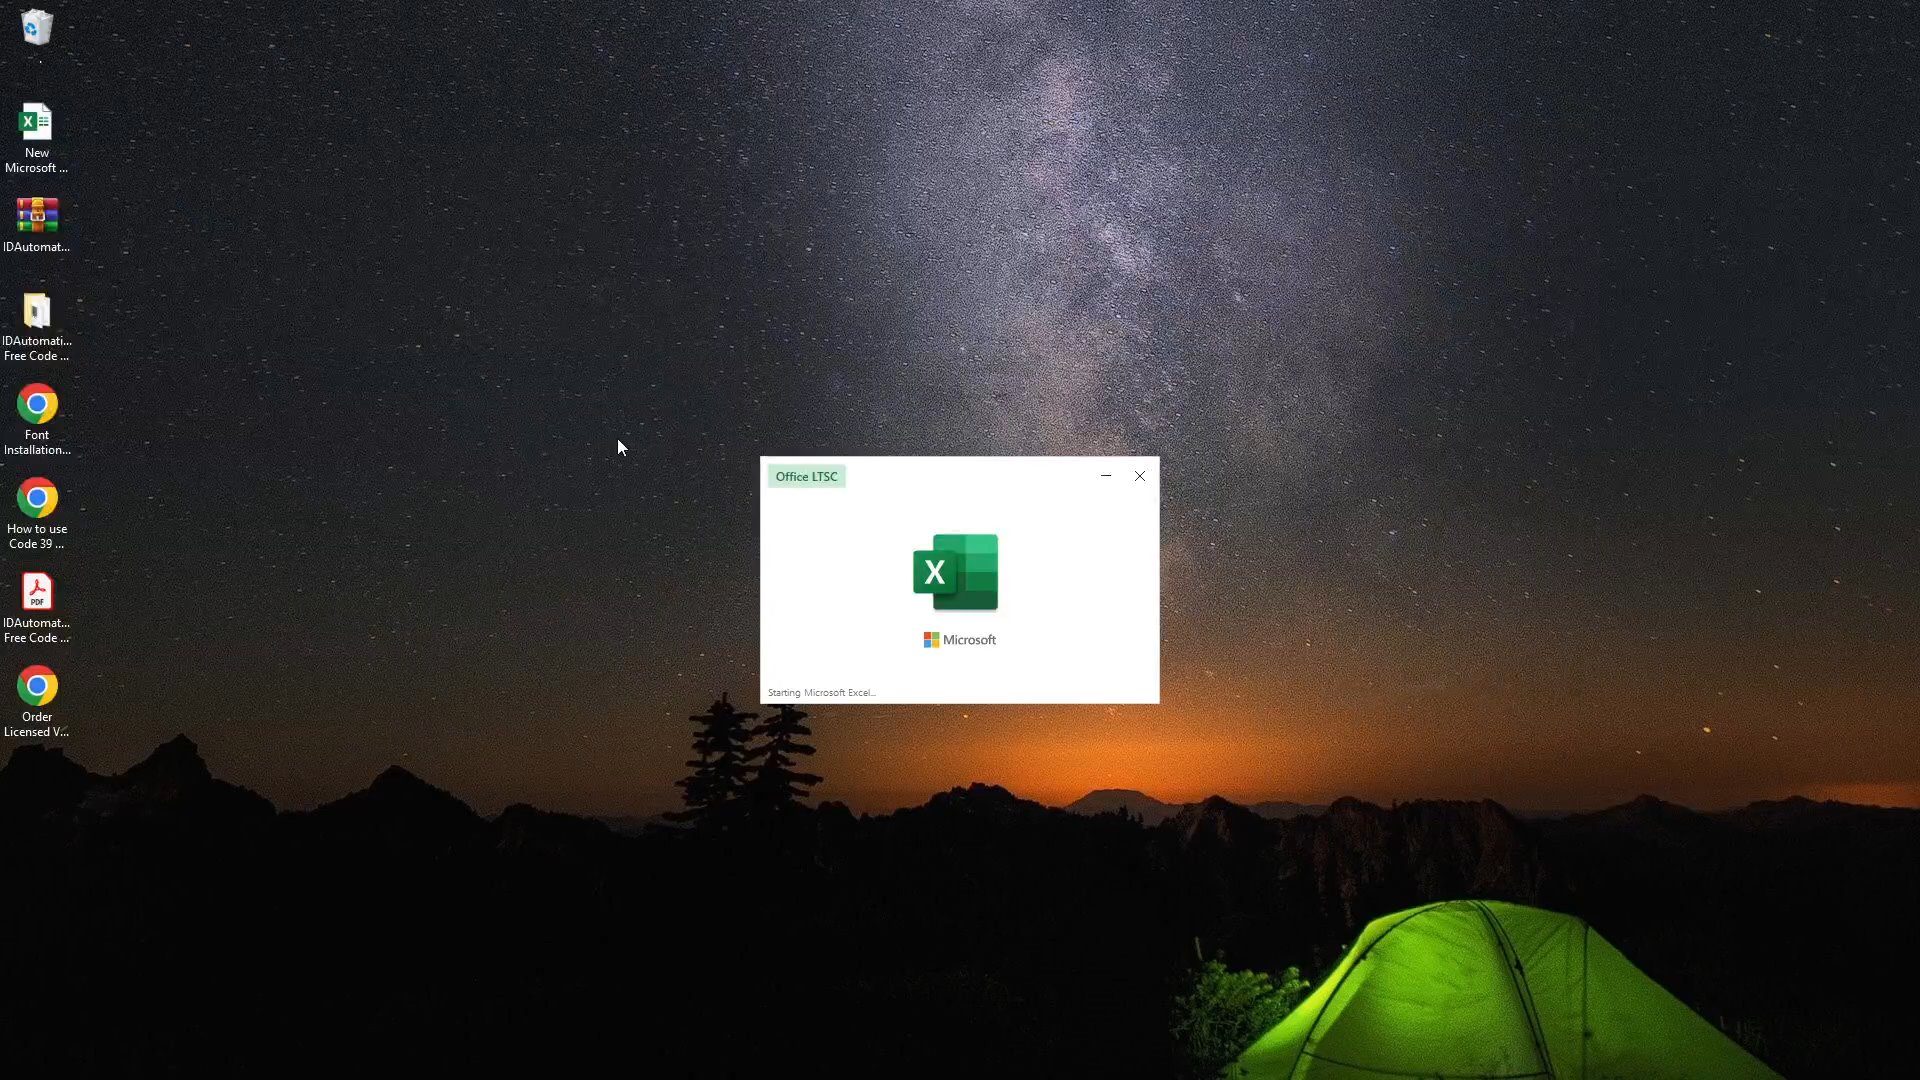 New
Microsoft ...
IDAutomat...
IDAutomati...
Free Code ...
Font
Installation...
How to use
Code 39 ...
PDF
IDAutomat...
Free Code ...
Order
Licensed V...
Office LTSC
X
Microsoft
Starting Microsoft Excel...